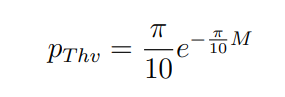 p_{Thv} = \frac{\pi}{10} e^{-\frac{\pi}{10} M}